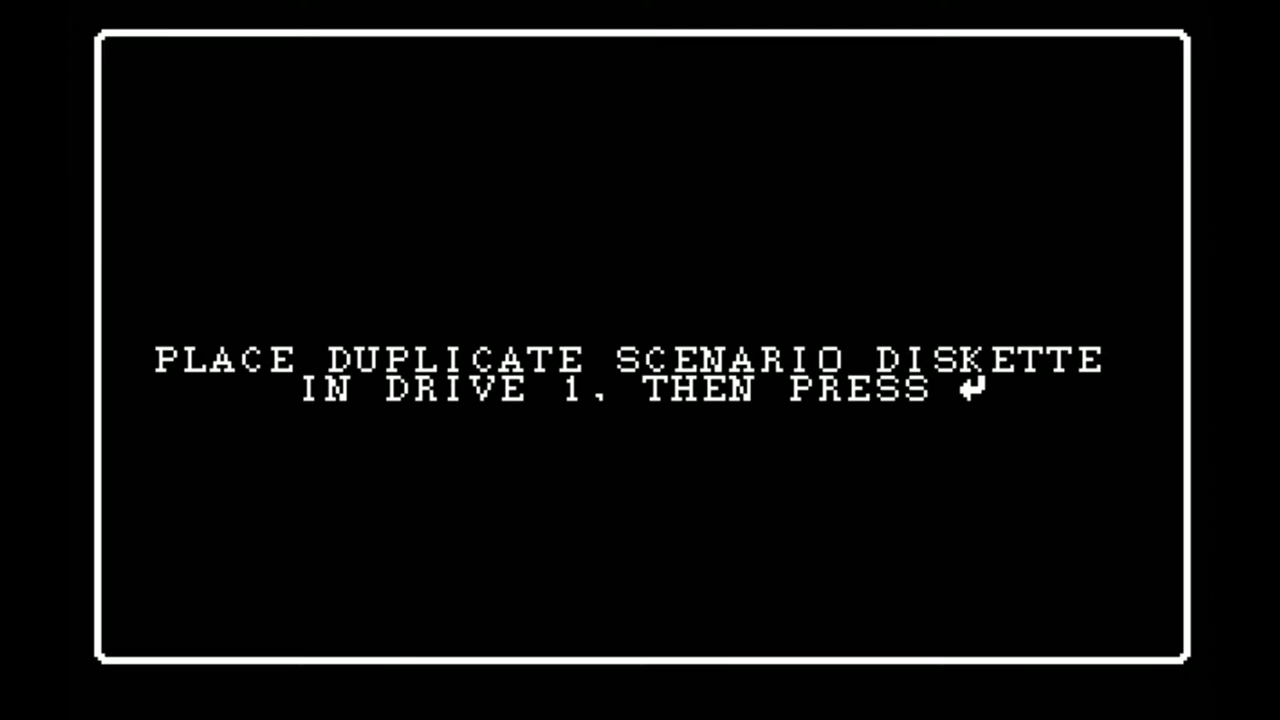 PLACE DUPLICATE SCENARIO DISKETTE
IN DRIVE 1, THEN PRESS ↵